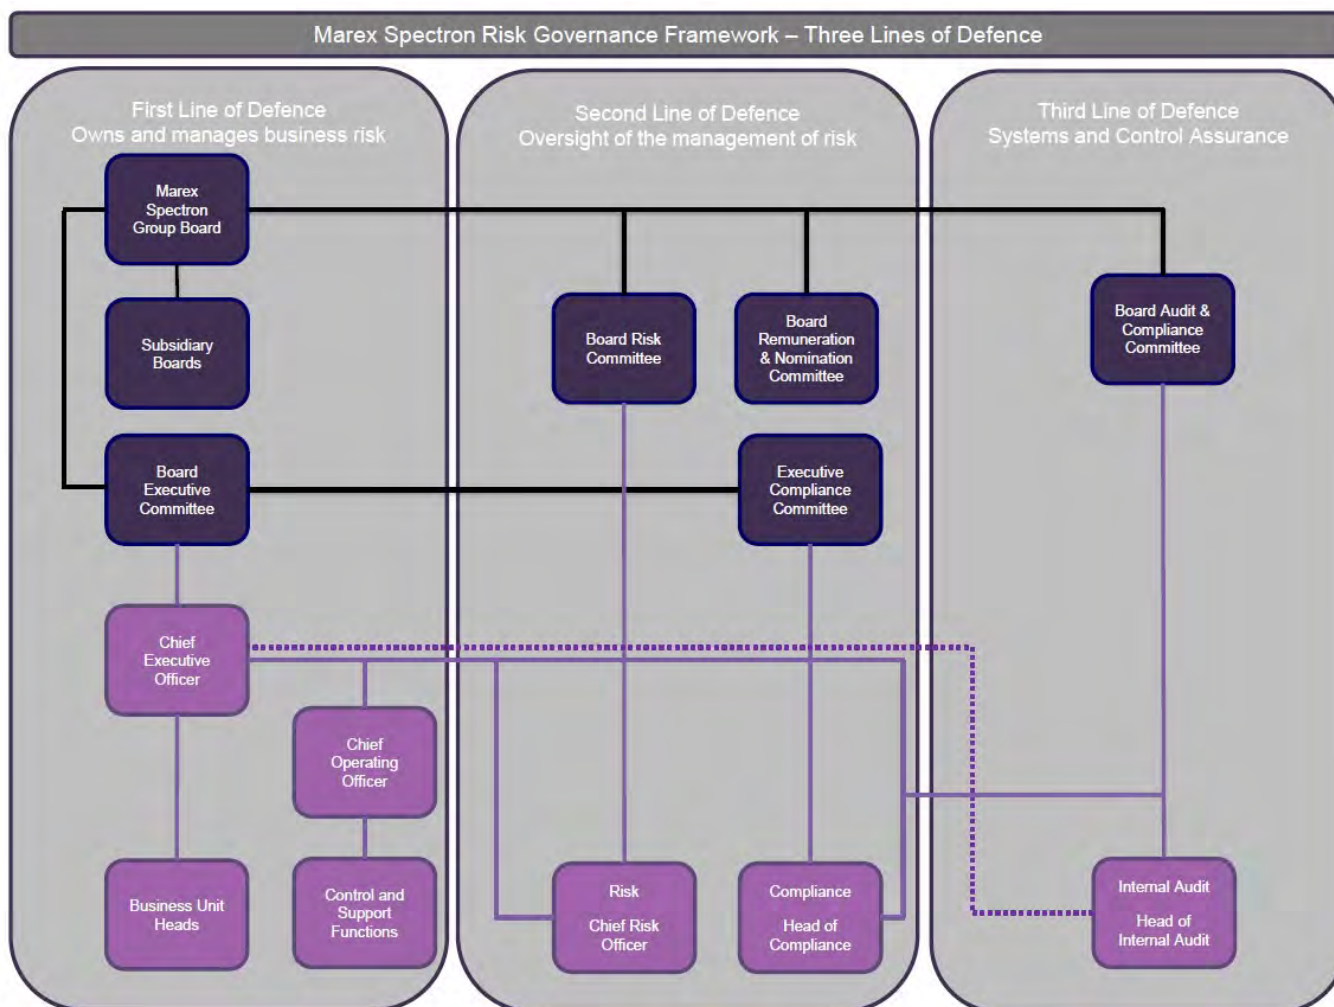 Marex Spectron Risk Governance Framework – Three Lines of Defence
First Line of Defence
Owns and manages business risk
Marex
Spectron
Group Board
Subsidiary
Boards
Board
Executive
Committee
Chief
Executive
Officer
Chief
Operating
Officer
Business Unit
Heads
Control and
Support
Functions
Second Line of Defence
Oversight of the management of risk
Board Risk
Committee
Board
Remuneration
& Nomination
Committee
Executive
Compliance
Committee
Risk
Chief Risk
Officer
Compliance
Head of
Compliance
Third Line of Defence
Systems and Control Assurance
Board Audit &
Compliance
Committee
Internal Audit
Head of
Internal Audit